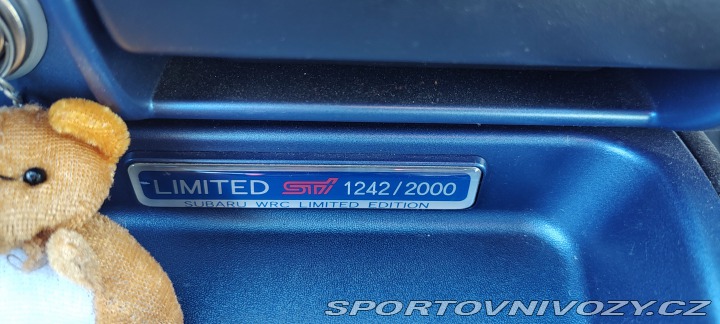 LIMITED STi 1242/2000
SUBARU WRC LIMITED EDITION
SPORTOVNIVOZY.CZ